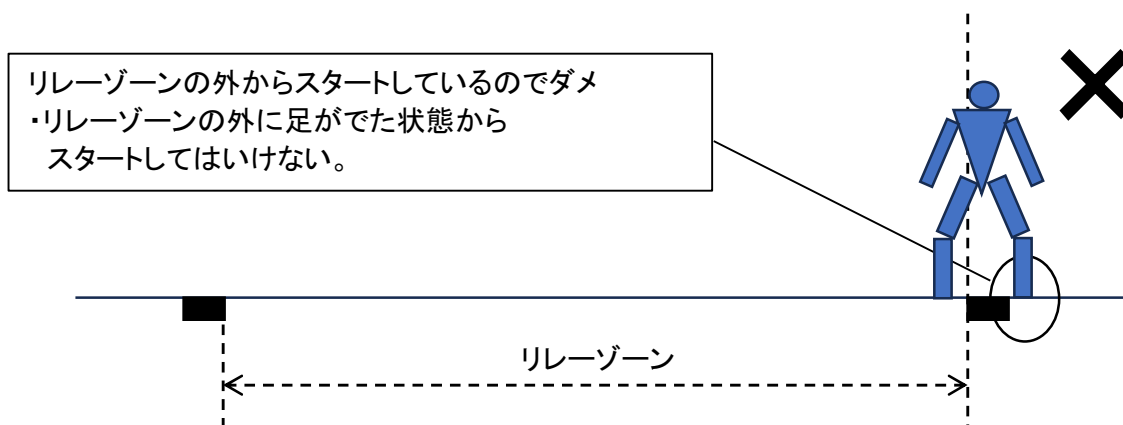 リレーゾーンの外からスタートしているのでダメ
・リレーゾーンの外に足がでた状態から
スタートしてはいけない。
リレーゾーン